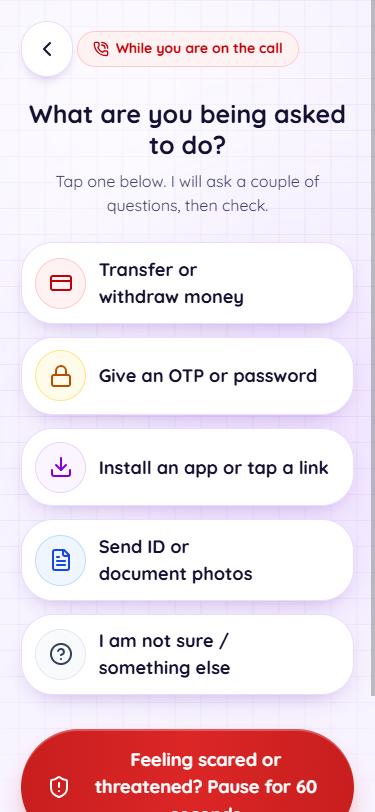 While you are on the call
What are you being asked
to do?
Tap one below. I will ask a couple of
questions, then check.
Transfer or
withdraw money
Give an OTP or password
Install an app or tap a link
Send ID or
document photos
I am not sure /
something else
Feeling scared or
threatened? Pause for 60